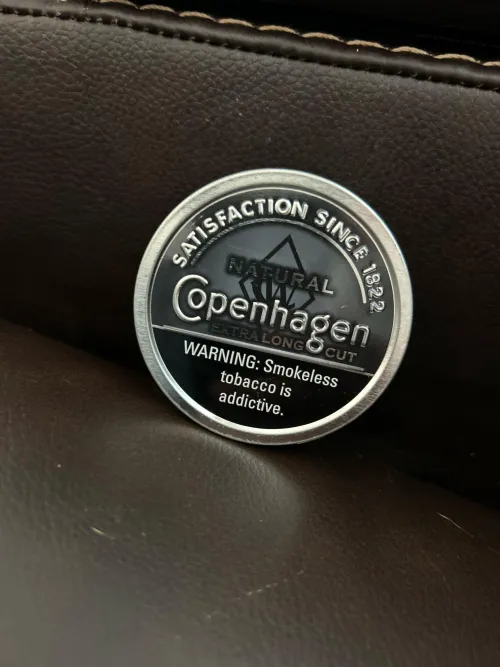 SATISFACTION SINCE 1822
NATURAL
Copenhagen
EXTRA LONG CUT
WARNING: Smokeless
tobacco is
addictive.